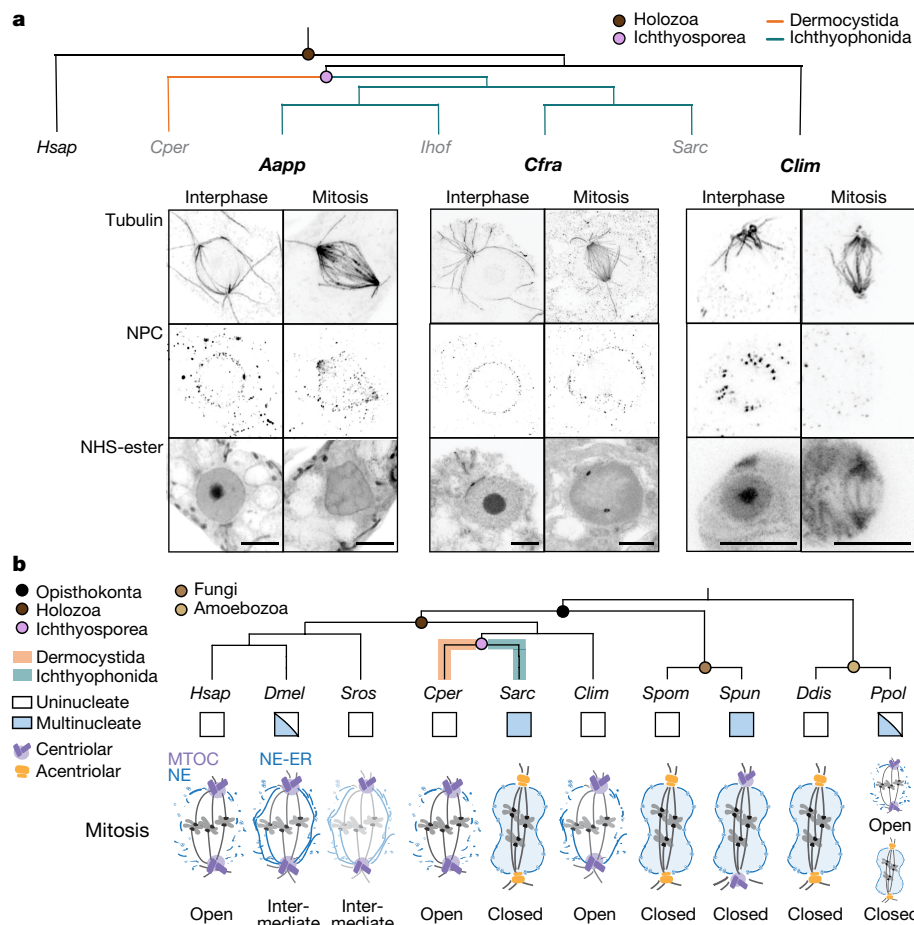 a
Holozoa
Dermocystida
Ichthyosporea
Ichthyophonida
Hsap
Cper
Ihof
Sarc
Aapp
Cfra
Clim
Interphase Mitosis
Interphase Mitosis
Interphase Mitosis
Tubulin
NPC
NHS-ester
b
Opisthokonta
Fungi
Holozoa
Amoebozoa
Ichthyosporea
Dermocystida
Ichthyophonida
Uninucleate
Multinucleate
Centriolar
Acentriolar
Hsap Dmel Sros Cper Sarc Clim Spom Spun Ddis Ppol
MTOC
NE
NE-ER
Mitosis
Open
Open
Inter-
mediate
Inter-
mediate
Open
Closed
Open
Closed
Closed
Closed
Closed